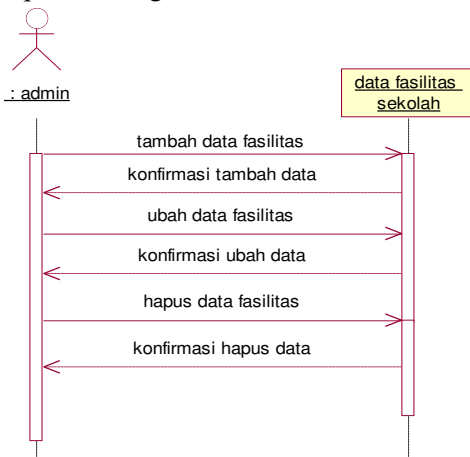 : admin
data fasilitas
sekolah
tambah data fasilitas
konfirmasi tambah data
ubah data fasilitas
konfirmasi ubah data
hapus data fasilitas
konfirmasi hapus data